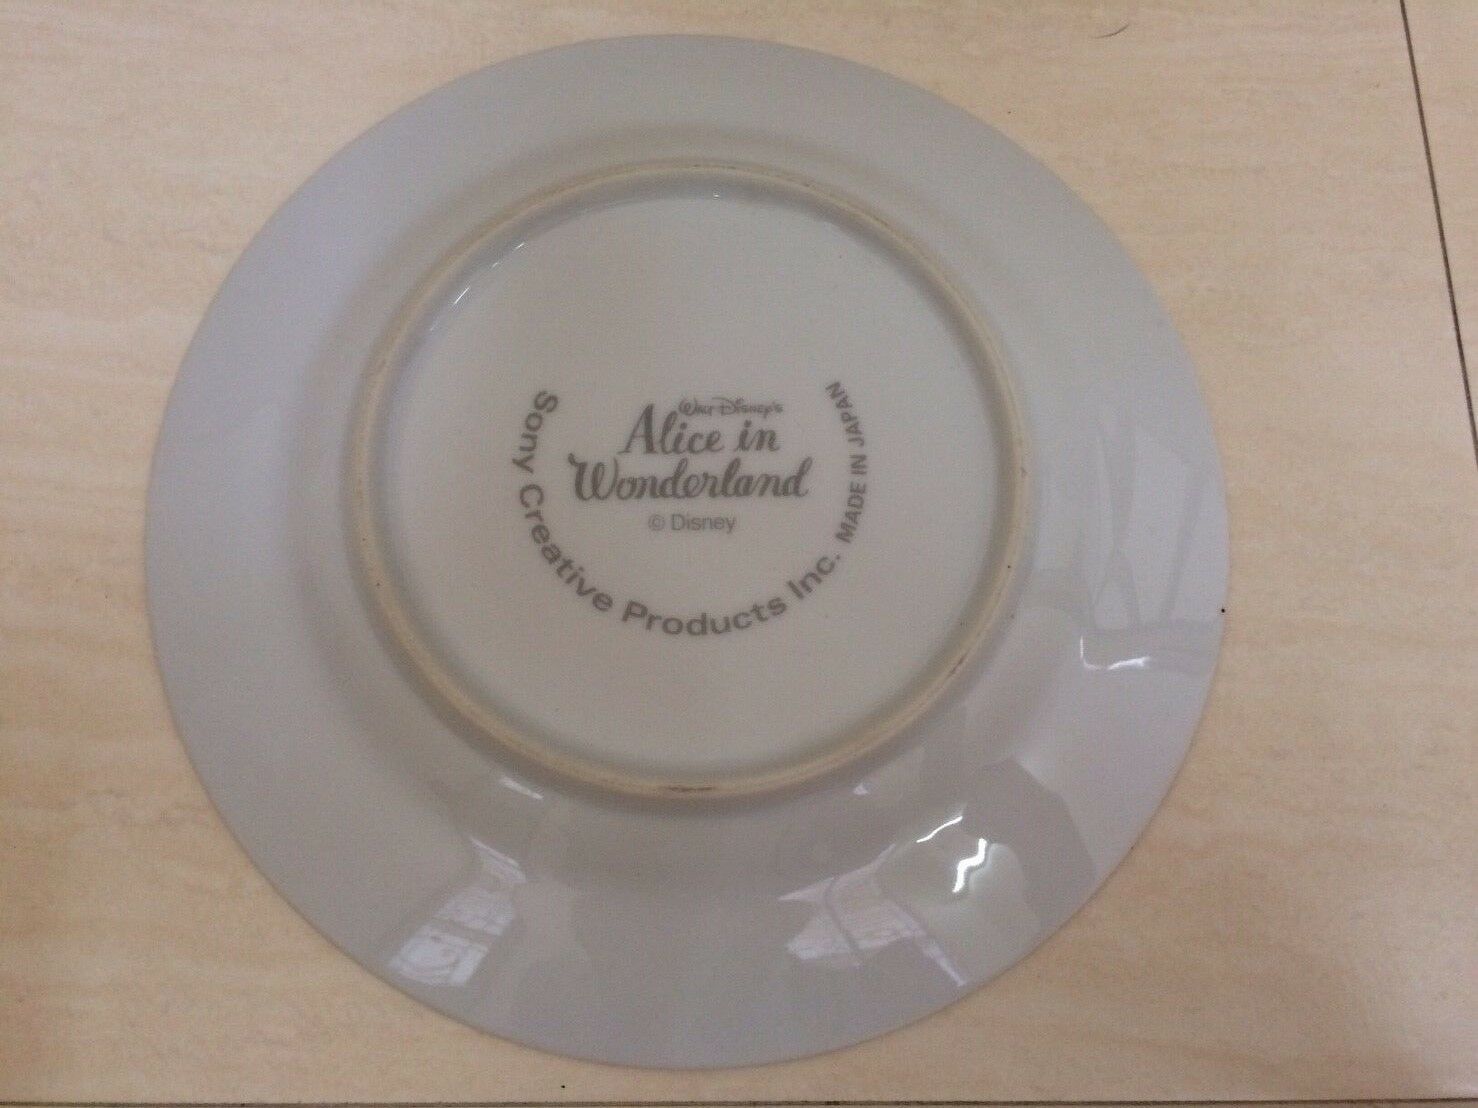 Walt Disney's
Alice in
Wonderland
© Disney
Sony Creative Products Inc. MADE IN JAPAN